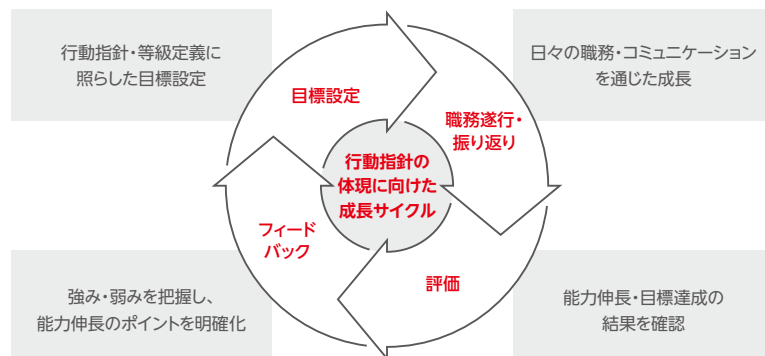 行動指針・等級定義に
照らした目標設定
日々の職務・コミュニケーション
を通じた成長
目標設定
職務遂行・
振り返り
行動指針の
体現に向けた
成長サイクル
フィード
バック
評価
強み・弱みを把握し、
能力伸長のポイントを明確化
能力伸長・目標達成の
結果を確認